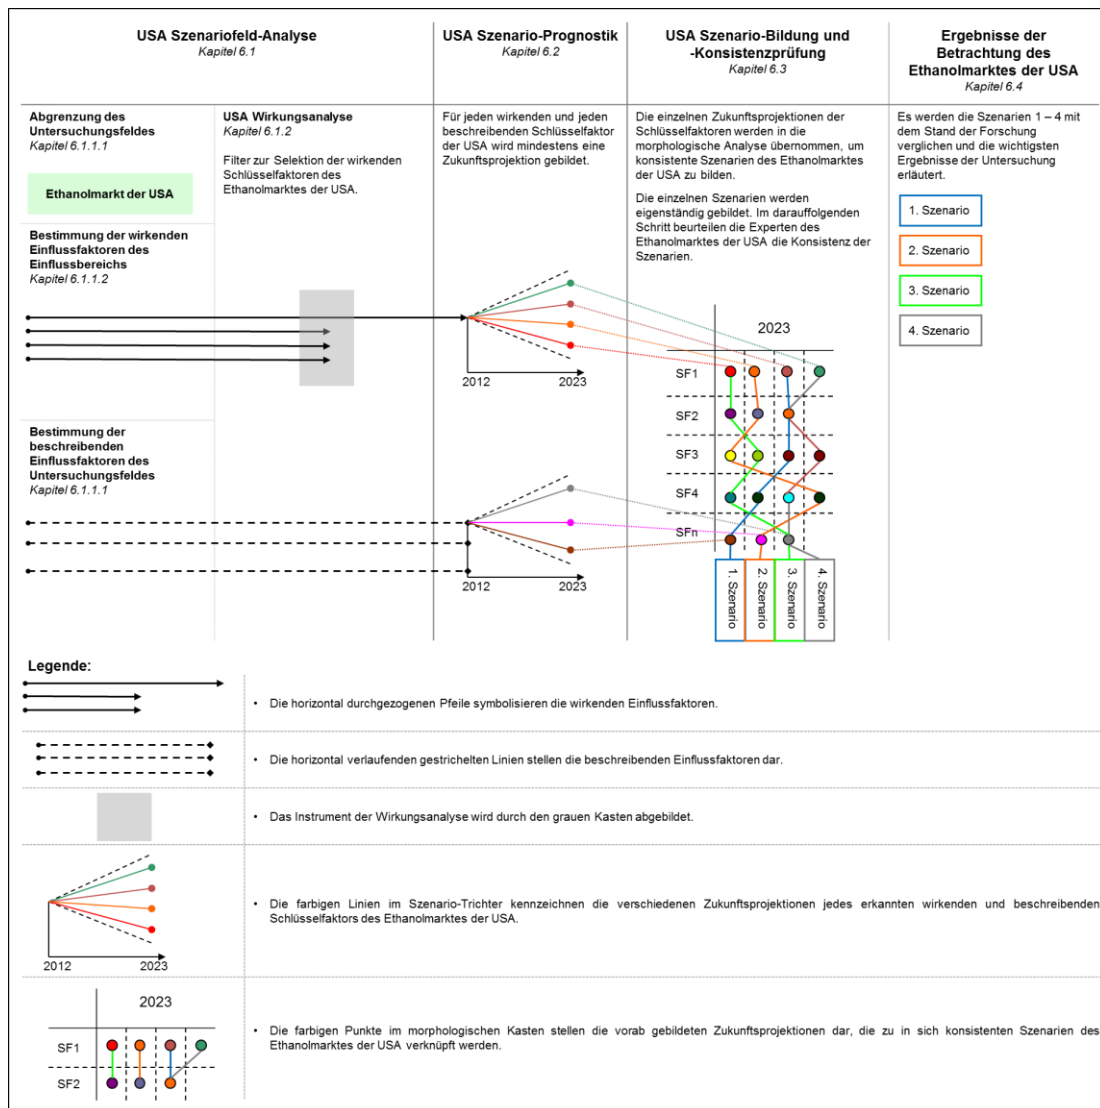 USA Szenariofeld-Analyse
Kapitel 6.1
USA Szenario-Prognostik
Kapitel 6.2
USA Szenario-Bildung und
-Konsistenzprüfung
Kapitel 6.3
Ergebnisse der
Betrachtung des
Ethanolmarktes der USA
Kapitel 6.4
Abgrenzung des
Untersuchungsfeldes
Kapitel 6.1.1.1
Ethanolmarkt der USA
Bestimmung der wirkenden
Einflussfaktoren des
Einflussbereichs
Kapitel 6.1.1.2
Bestimmung der
beschreibenden
Einflussfaktoren des
Untersuchungsfeldes
Kapitel 6.1.1.1
USA Wirkungsanalyse
Kapitel 6.1.2
Filter zur Selektion der wirkenden
Schlüsselfaktoren des
Ethanolmarktes der USA.
Für jeden wirkenden und jeden
beschreibenden Schlüsselfaktor
der USA wird mindestens eine
Zukunftsprojektion gebildet.
2012
2023
2012
2023
Die einzelnen Zukunftsprojektionen der
Schlüsselfaktoren werden in die
morphologische Analyse übernommen, um
konsistente Szenarien des Ethanolmarktes
der USA zu bilden.
Die einzelnen Szenarien werden
eigenständig gebildet. Im darauffolgenden
Schritt beurteilen die Experten des
Ethanolmarktes der USA die Konsistenz der
Szenarien.
2023
SF1
SF2
SF3
SF4
SFn
1. Szenario
2. Szenario
3. Szenario
4. Szenario
Es werden die Szenarien 1 – 4 mit
dem Stand der Forschung
verglichen und die wichtigsten
Ergebnisse der Untersuchung
erläutert.
1. Szenario
2. Szenario
3. Szenario
4. Szenario
Legende:
• Die horizontal durchgezogenen Pfeile symbolisieren die wirkenden Einflussfaktoren.
• Die horizontal verlaufenden gestrichelten Linien stellen die beschreibenden Einflussfaktoren dar.
• Das Instrument der Wirkungsanalyse wird durch den grauen Kasten abgebildet.
2012
2023
• Die farbigen Linien im Szenario-Trichter kennzeichnen die verschiedenen Zukunftsprojektionen jedes erkannten wirkenden und beschreibenden
Schlüsselfaktors des Ethanolmarktes der USA.
2023
SF1
SF2
• Die farbigen Punkte im morphologischen Kasten stellen die vorab gebildeten Zukunftsprojektionen dar, die zu in sich konsistenten Szenarien des
Ethanolmarktes der USA verknüpft werden.